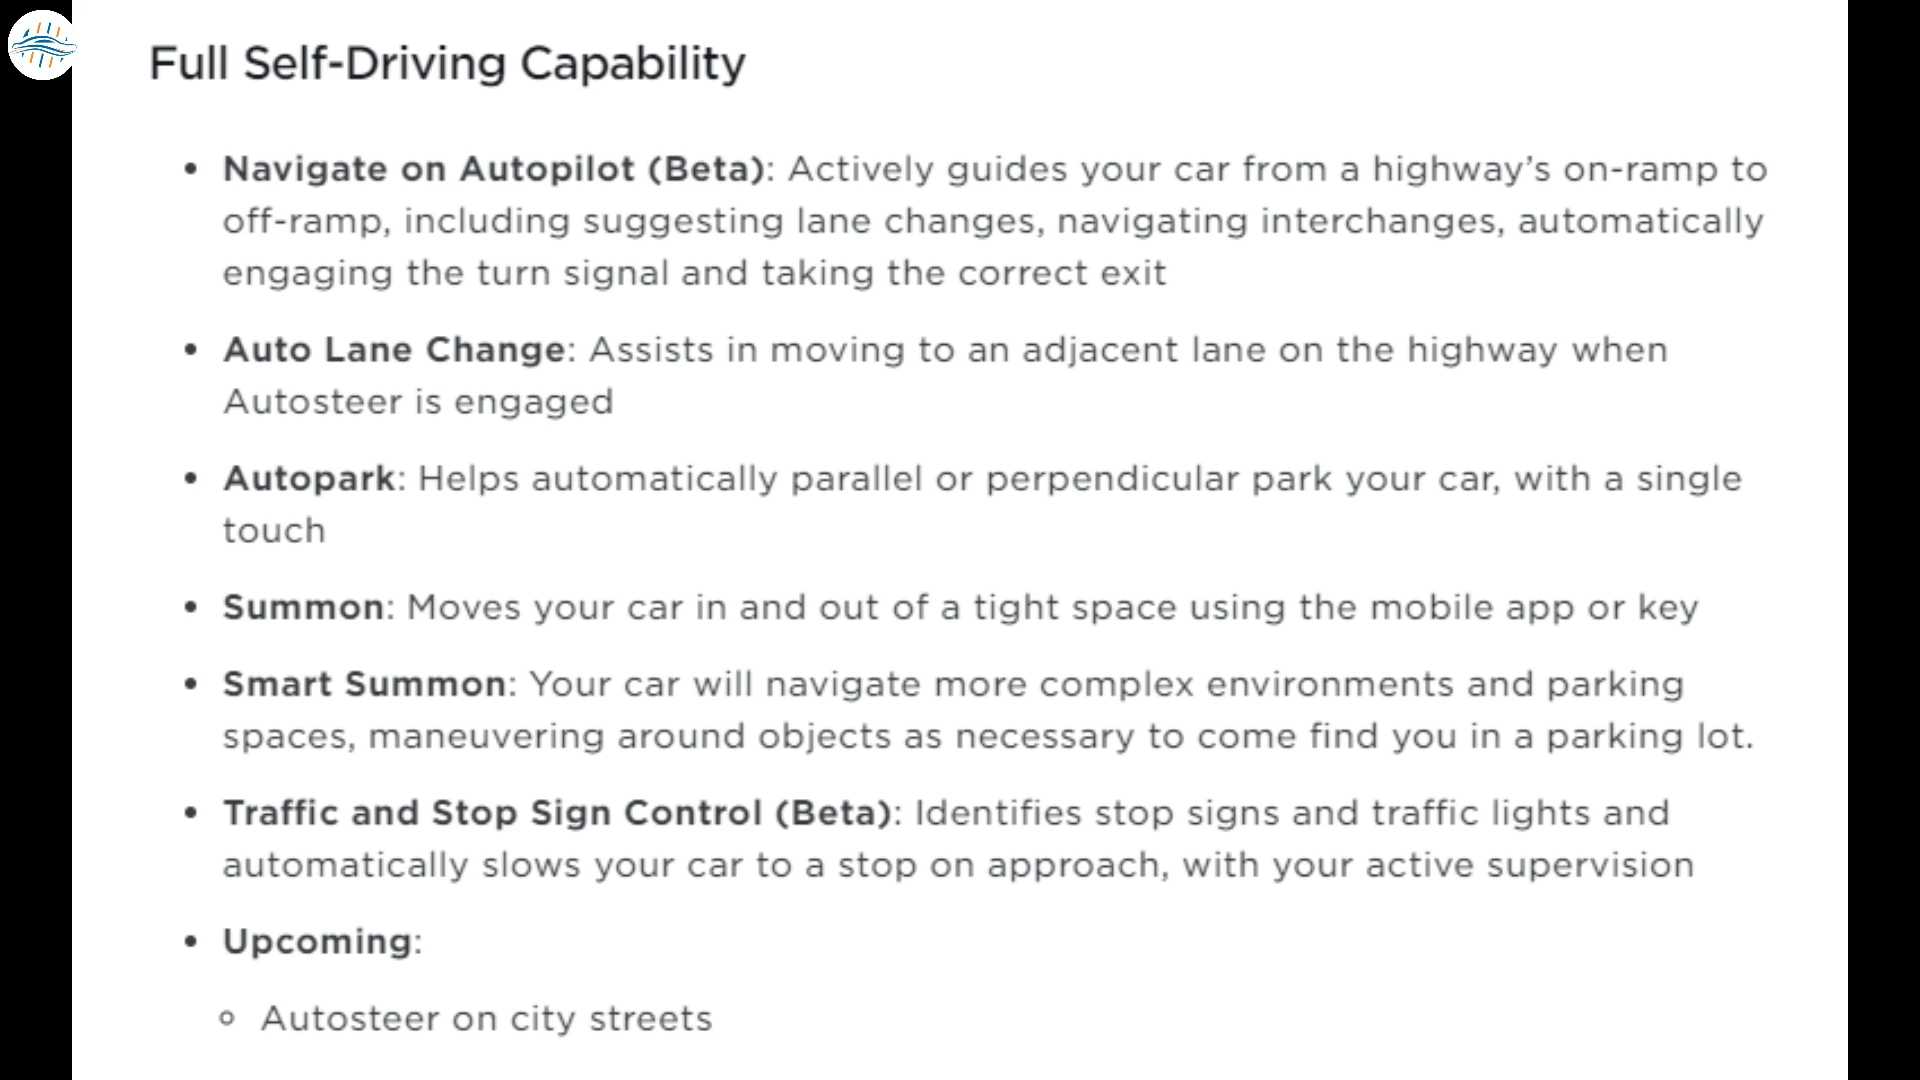 Full Self-Driving Capability
• Navigate on Autopilot (Beta): Actively guides your car from a highway’s on-ramp to
off-ramp, including suggesting lane changes, navigating interchanges, automatically
engaging the turn signal and taking the correct exit
• Auto Lane Change: Assists in moving to an adjacent lane on the highway when
Autosteer is engaged
• Autopark: Helps automatically parallel or perpendicular park your car, with a single
touch
• Summon: Moves your car in and out of a tight space using the mobile app or key
• Smart Summon: Your car will navigate more complex environments and parking
spaces, maneuvering around objects as necessary to come find you in a parking lot.
• Traffic and Stop Sign Control (Beta): Identifies stop signs and traffic lights and
automatically slows your car to a stop on approach, with your active supervision
• Upcoming:
◦ Autosteer on city streets